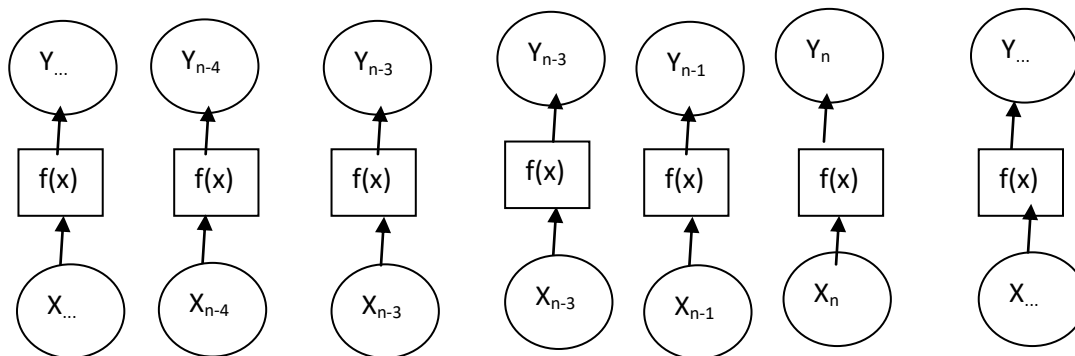 Y... Yn-4 Yn-3 Yn-3 Yn-1 Yn Y...
f(x) f(x) f(x) f(x) f(x) f(x) f(x)
X... Xn-4 Xn-3 Xn-3 Xn-1 Xn X...